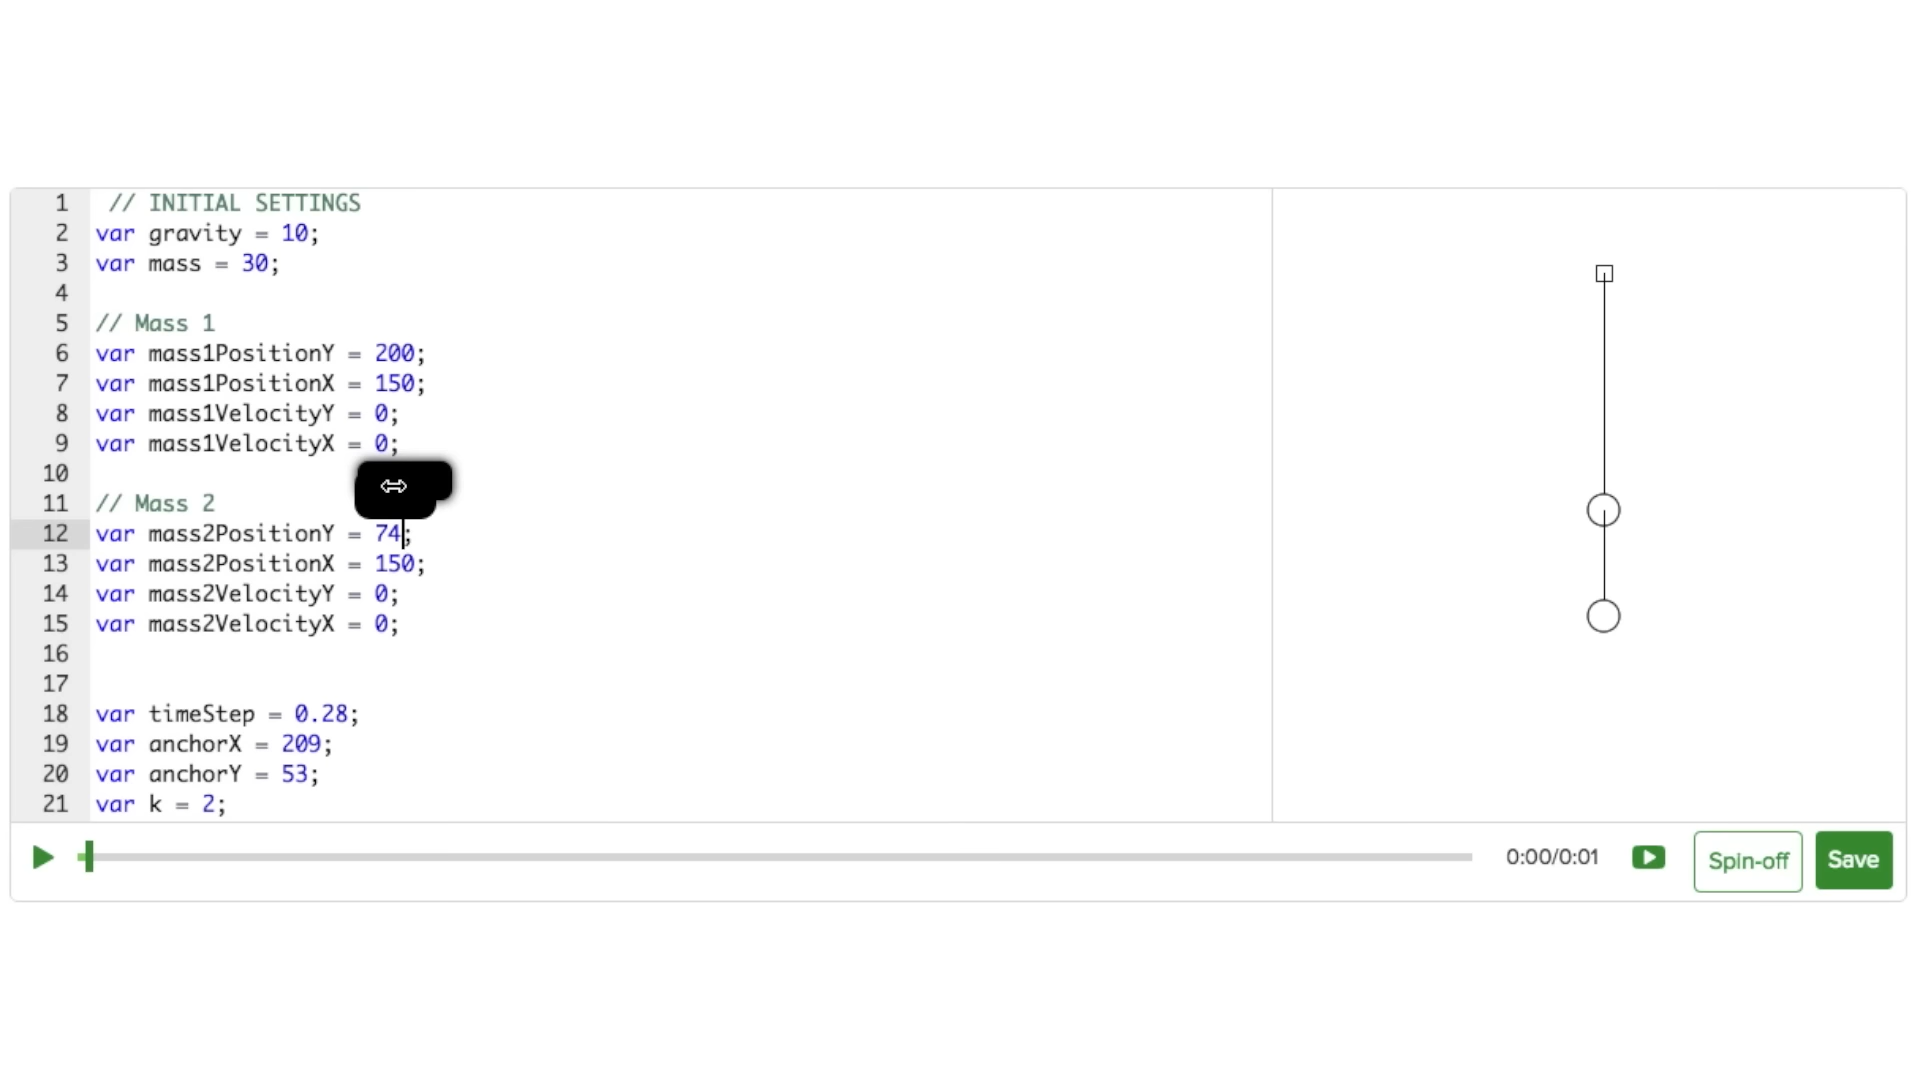 1 // INITIAL SETTINGS
2 var gravity = 10;
3 var mass = 30;
4
5 // Mass 1
6 var mass1PositionY = 200;
7 var mass1PositionX = 150;
8 var mass1VelocityY = 0;
9 var mass1VelocityX = 0;
10
11 // Mass 2
12 var mass2PositionY = 74;
13 var mass2PositionX = 150;
14 var mass2VelocityY = 0;
15 var mass2VelocityX = 0;
16
17
18 var timeStep = 0.28;
19 var anchorX = 209;
20 var anchorY = 53;
21 var k = 2;
0:00/0:01
Spin-off
Save